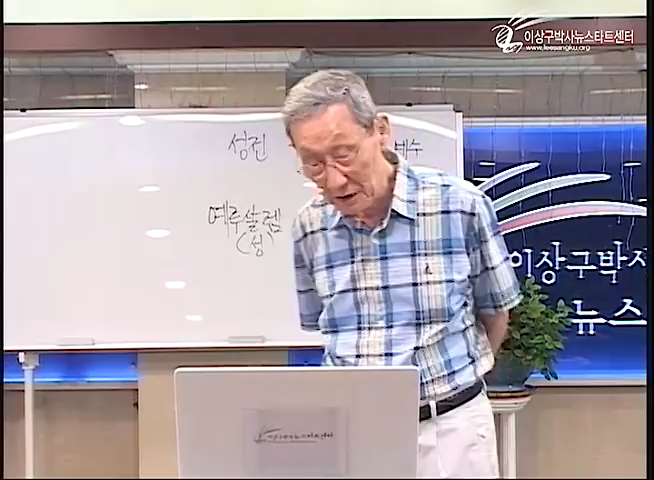 이상구박사뉴스타트센터
www.leesangku.org
성전
예수
예루살렘
(성)
이상구박사
뉴스